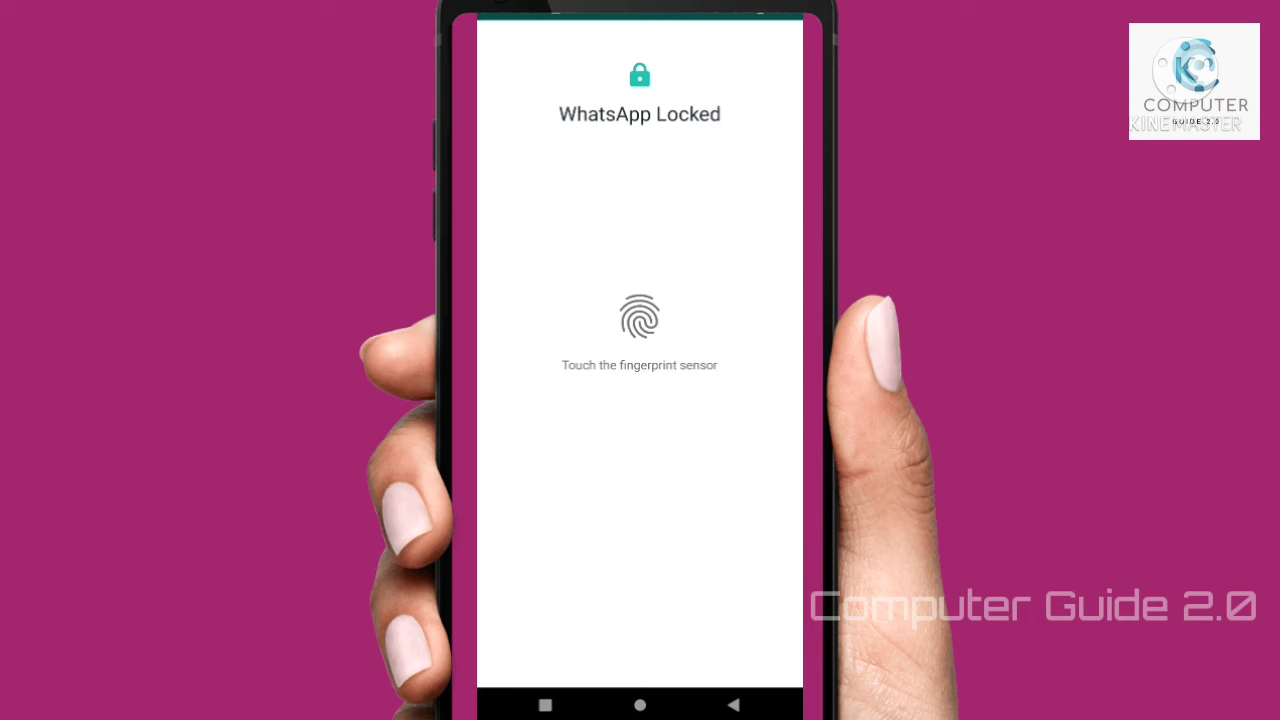 WhatsApp Locked
Touch the fingerprint sensor
COMPUTER
GUIDE 2.0
KINEMASTER
Computer Guide 2.0